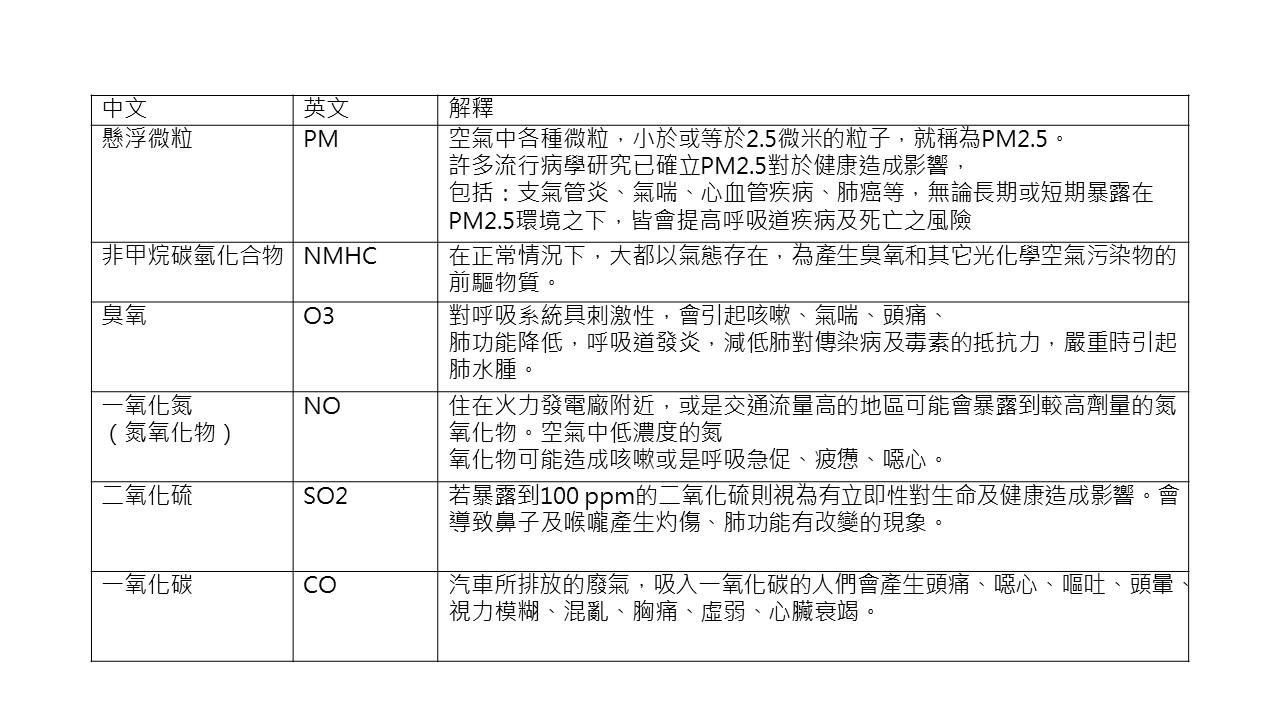 中文 英文 解釋
懸浮微粒 PM 空氣中各種微粒，小於或等於2.5微米的粒子，就稱為PM2.5。
許多流行病學研究已確立PM2.5對於健康造成影響，
包括：支氣管炎、氣喘、心血管疾病、肺癌等，無論長期或短期暴露在
PM2.5環境之下，皆會提高呼吸道疾病及死亡之風險
非甲烷碳氫化合物 NMHC 在正常情況下，大都以氣態存在，為產生臭氧和其它光化學空氣污染物的
前驅物質。
臭氧 O3 對呼吸系統具刺激性，會引起咳嗽、氣喘、頭痛、
肺功能降低，呼吸道發炎，減低肺對傳染病及毒素的抵抗力，嚴重時引起
肺水腫。
一氧化氮 NO 住在火力發電廠附近，或是交通流量高的地區可能會暴露到較高劑量的氮
（氮氧化物） 氧化物。空氣中低濃度的氮
氧化物可能造成咳嗽或是呼吸急促、疲憊、噁心。
二氧化硫 SO2 若暴露到100 ppm的二氧化硫則視為有立即性對生命及健康造成影響。會
導致鼻子及喉嚨產生灼傷、肺功能有改變的現象。
一氧化碳 CO 汽車所排放的廢氣，吸入一氧化碳的人們會產生頭痛、噁心、嘔吐、頭暈、
視力模糊、混亂、胸痛、虛弱、心臟衰竭。